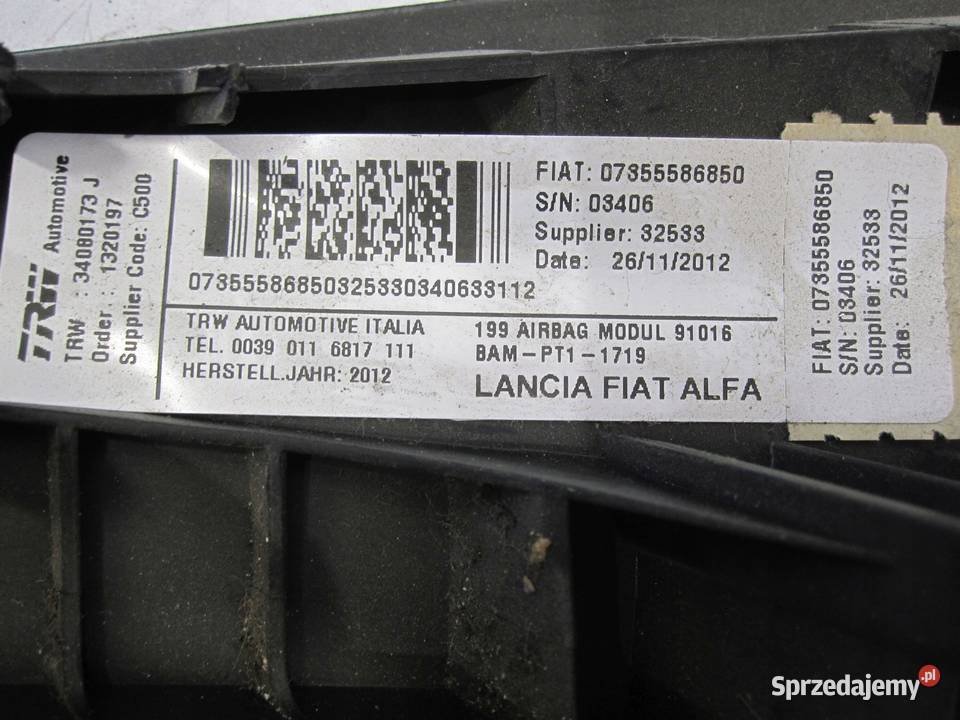 TRW Automotive
TRW : 34080173 J
Order : 1320197
Supplier Code: C500
FIAT: 07355586850
S/N: 03406
Supplier: 32533
Date: 26/11/2012
07355586850325330340633112
TRW AUTOMOTIVE ITALIA
TEL. 0039 011 6817 111
HERSTELL.JAHR: 2012
199 AIRBAG MODUL 91016
BAM-PT1-1719
LANCIA FIAT ALFA
FIAT: 07355586850
S/N: 03406
Supplier: 32533
Date: 26/11/2012
Sprzedajemy.pl